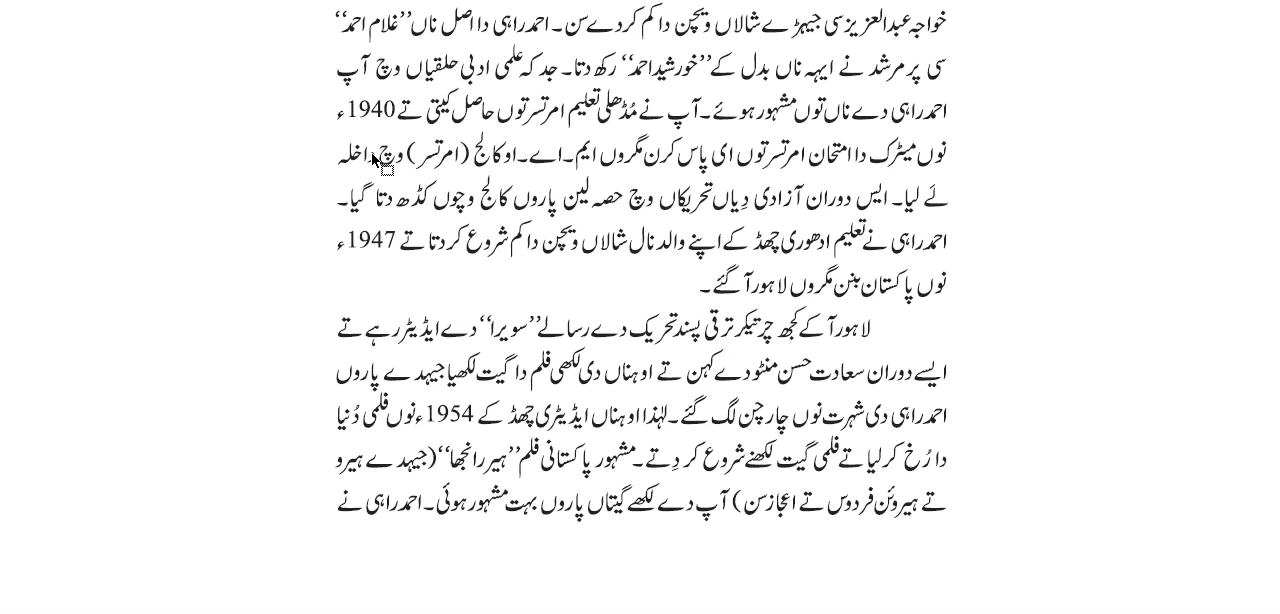 خواجہ عبدالعزیز سی جیہڑے شالاں ویچن دا کم کردے سن۔ احمد راہی دا اصل ناں ’’غلام احمد‘‘
سی پر مرشد نے ایہہ ناں بدل کے ’’خورشید احمد‘‘ رکھ دتا۔ جد کہ علمی ادبی حلقیاں وچ آپ
احمد راہی دے ناں توں مشہور ہوئے۔ آپ نے مُڈھلی تعلیم امرتسر توں حاصل کیتی تے 1940ء
نوں میٹرک دا امتحان امرتسر توں ای پاس کرن مگروں ایم۔اے۔او کالج (امرتسر) وچ داخلہ
لئے لیا۔ ایس دوران آزادی دِیاں تحریکاں وچ حصہ لین پاروں کالج وچوں کڈھ دتا گیا۔
احمد راہی نے تعلیم ادھوری چھڈ کے اپنے والد نال شالاں ویچن دا کم شروع کر دتا تے 1947ء
نوں پاکستان بنن مگروں لاہور آ گئے۔
لاہور آ کے کجھ چر تیکر ترقی پسند تحریک دے رسالے ’’سویرا‘‘ دے ایڈیٹر رہے تے
ایسے دوران سعادت حسن منٹو دے کہن تے اوہناں دی لکھی فلم دا گیت لکھیا جیہدے پاروں
احمد راہی دی شہرت نوں چار چن لگ گئے۔ لہٰذا اوہناں ایڈیٹری چھڈ کے 1954ء نوں فلمی دُنیا
دا رُخ کر لیا تے فلمی گیت لکھنے شروع کر دِتے۔ مشہور پاکستانی فلم ’’ہیر رانجھا‘‘ (جیہدے ہیرو
تے ہیروئن فردوس تے اعجاز سن) آپ دے لکھے گیتاں پاروں بہت مشہور ہوئی۔ احمد راہی نے